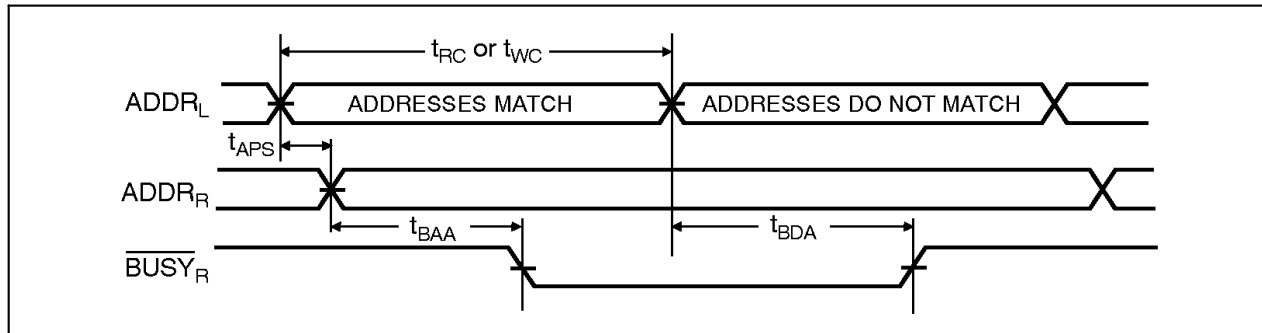 tRC or tWC
ADDRL
ADDRESSES MATCH
ADDRESSES DO NOT MATCH
tAPS
ADDRR
tBAA
tBDA
BUSYR